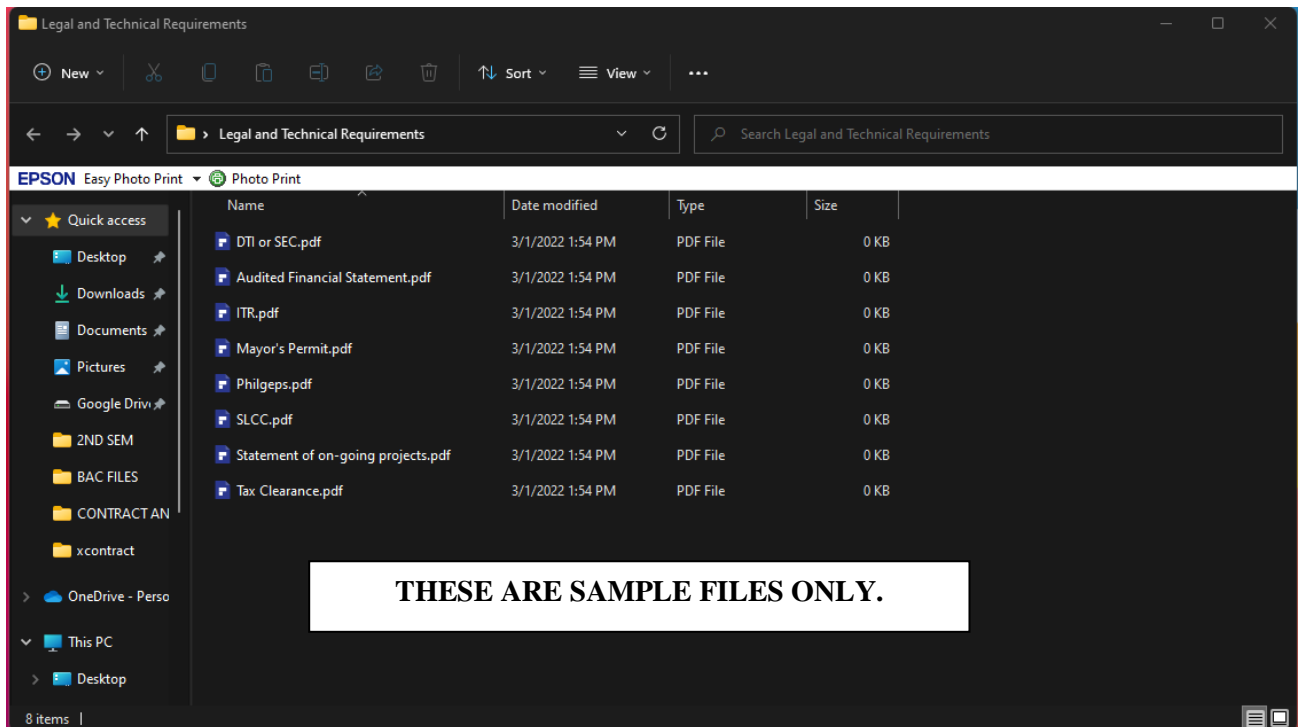 Legal and Technical Requirements
New Sort View
Legal and Technical Requirements Search Legal and Technical Requirements
EPSON Easy Photo Print Photo Print
Name Date modified Type Size
Quick access
Desktop
Downloads
Documents
Pictures
Google Driv
2ND SEM
BAC FILES
CONTRACT AN
xcontract
OneDrive - Perso
This PC
Desktop
DTI or SEC.pdf 3/1/2022 1:54 PM PDF File 0 KB
Audited Financial Statement.pdf 3/1/2022 1:54 PM PDF File 0 KB
ITR.pdf 3/1/2022 1:54 PM PDF File 0 KB
Mayor's Permit.pdf 3/1/2022 1:54 PM PDF File 0 KB
Philgeps.pdf 3/1/2022 1:54 PM PDF File 0 KB
SLCC.pdf 3/1/2022 1:54 PM PDF File 0 KB
Statement of on-going projects.pdf 3/1/2022 1:54 PM PDF File 0 KB
Tax Clearance.pdf 3/1/2022 1:54 PM PDF File 0 KB
THESE ARE SAMPLE FILES ONLY.
8 items